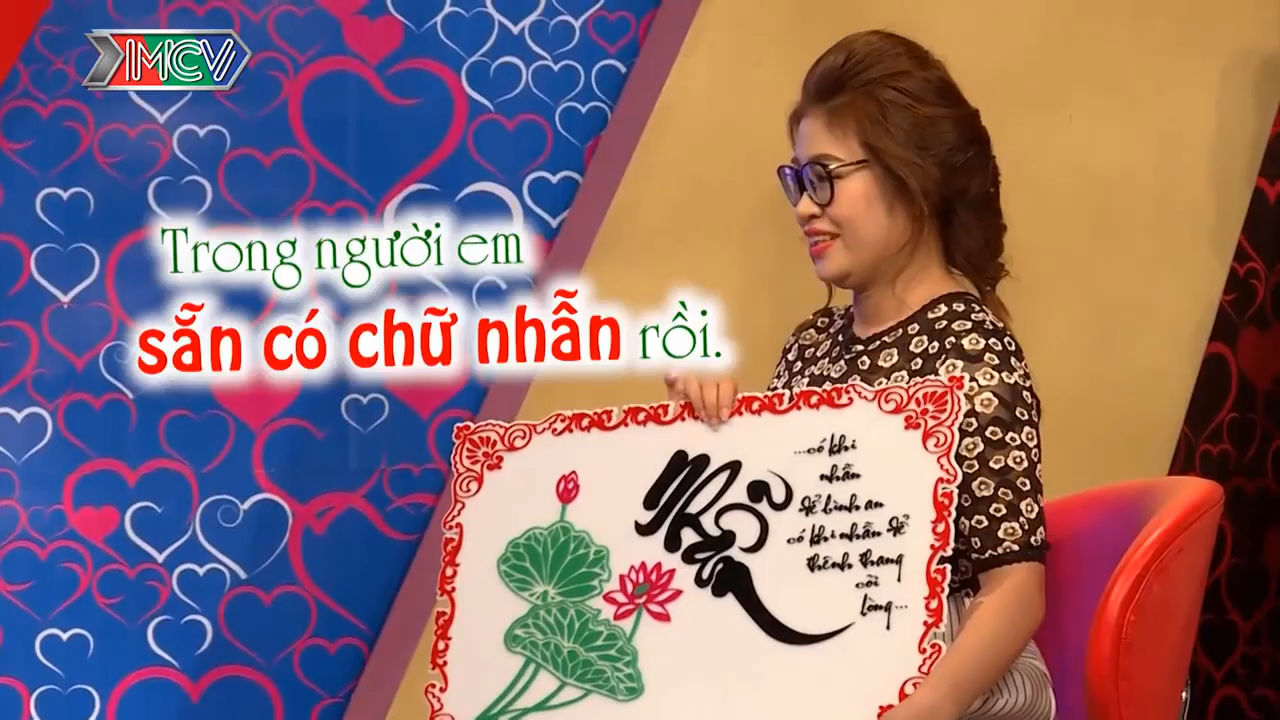 MCV
Trong người em
sẵn có chữ nhẫn rồi.
Nhẫn
...có khi
nhẫn
để bình an
có khi nhẫn để
thênh thang
cõi
lòng...